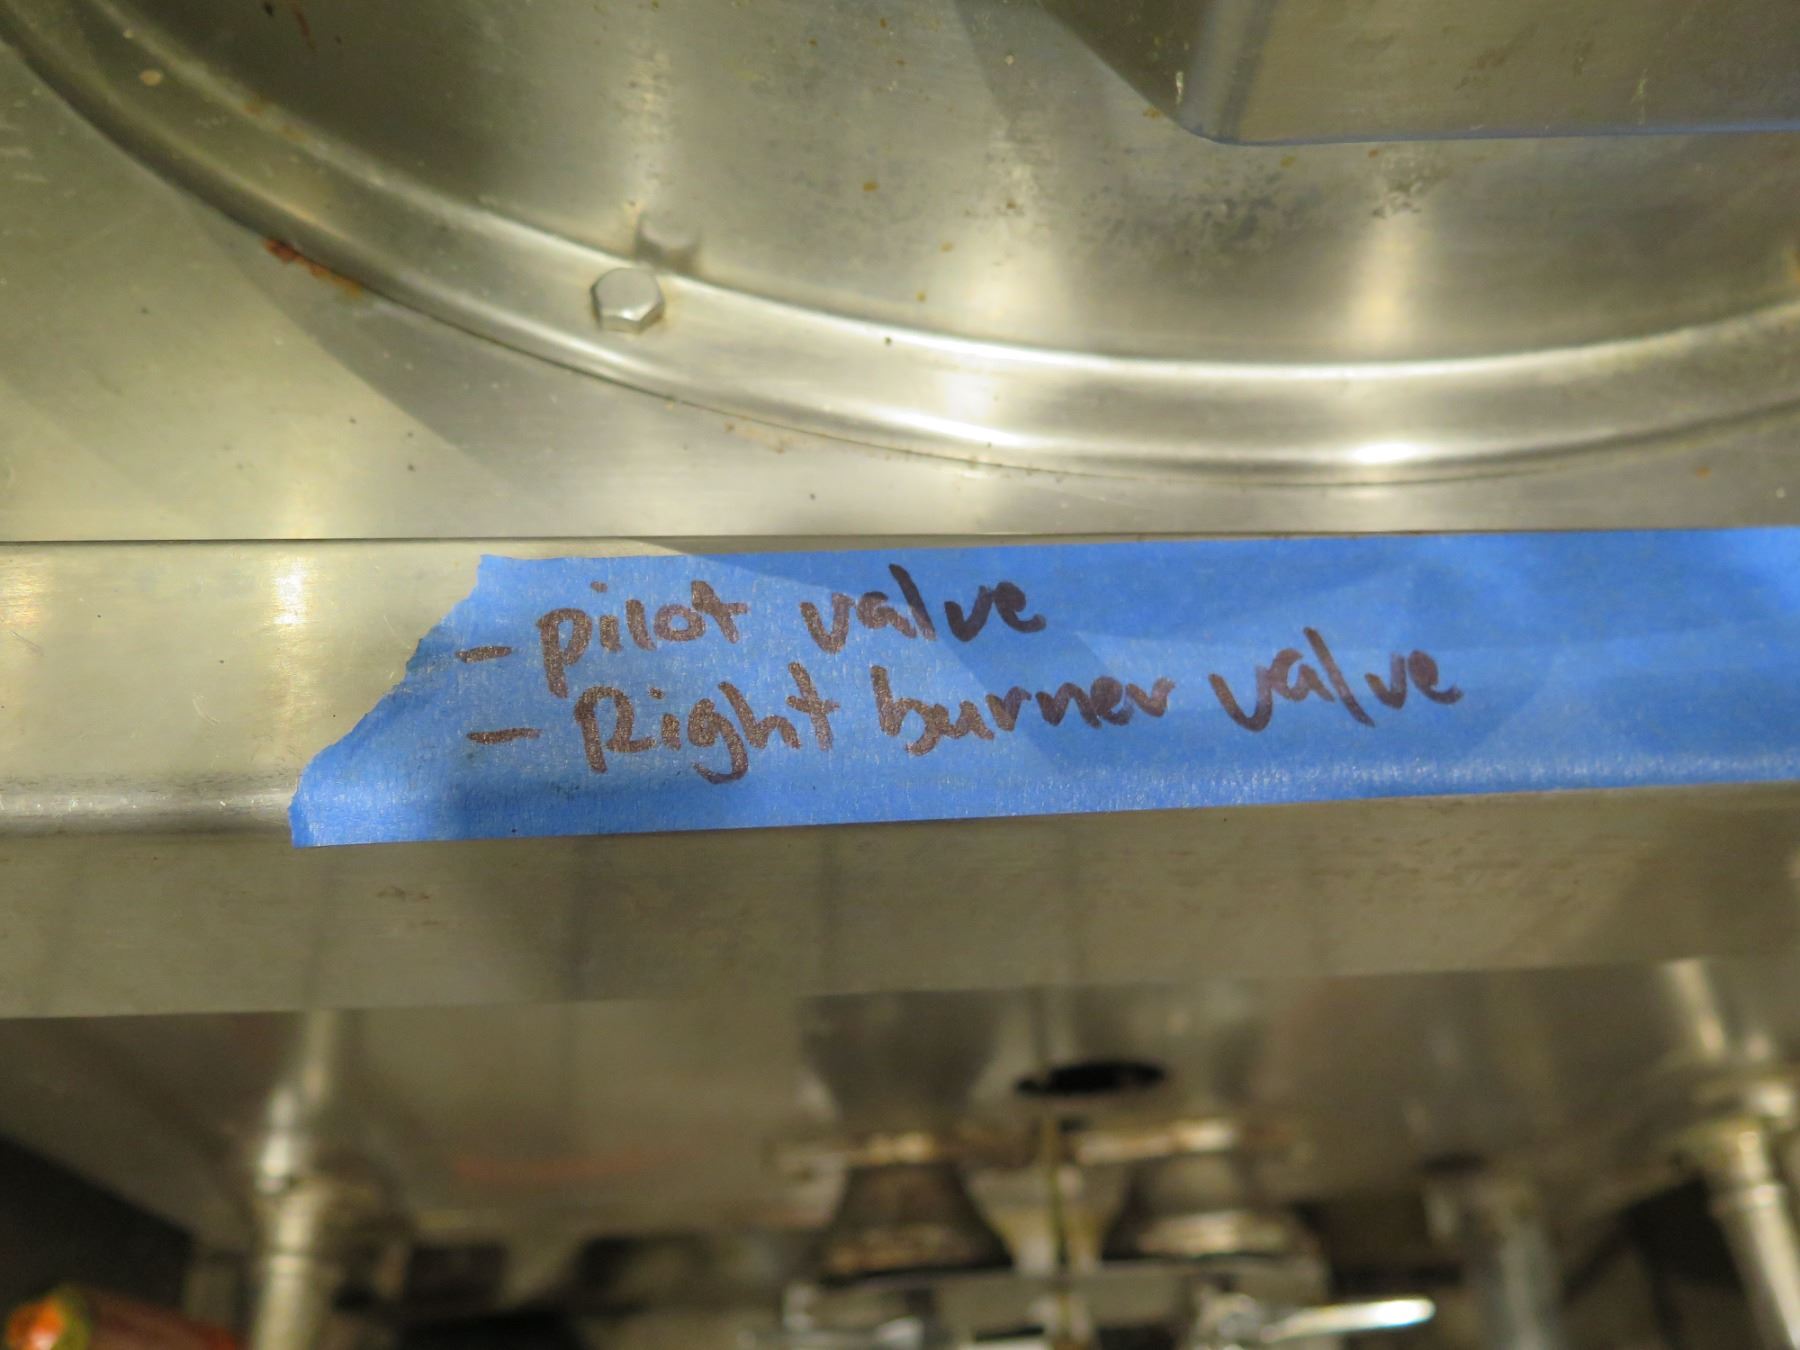 - pilot valve
- Right burner valve